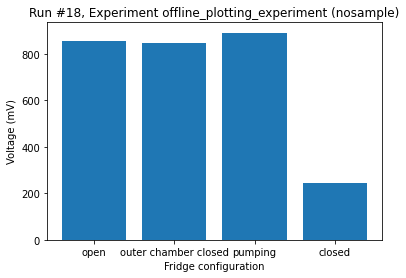 Run #18, Experiment offline_plotting_experiment (nosample)
800
600
400
200
0
Voltage (mV)
open outer chamber closed pumping closed
Fridge configuration